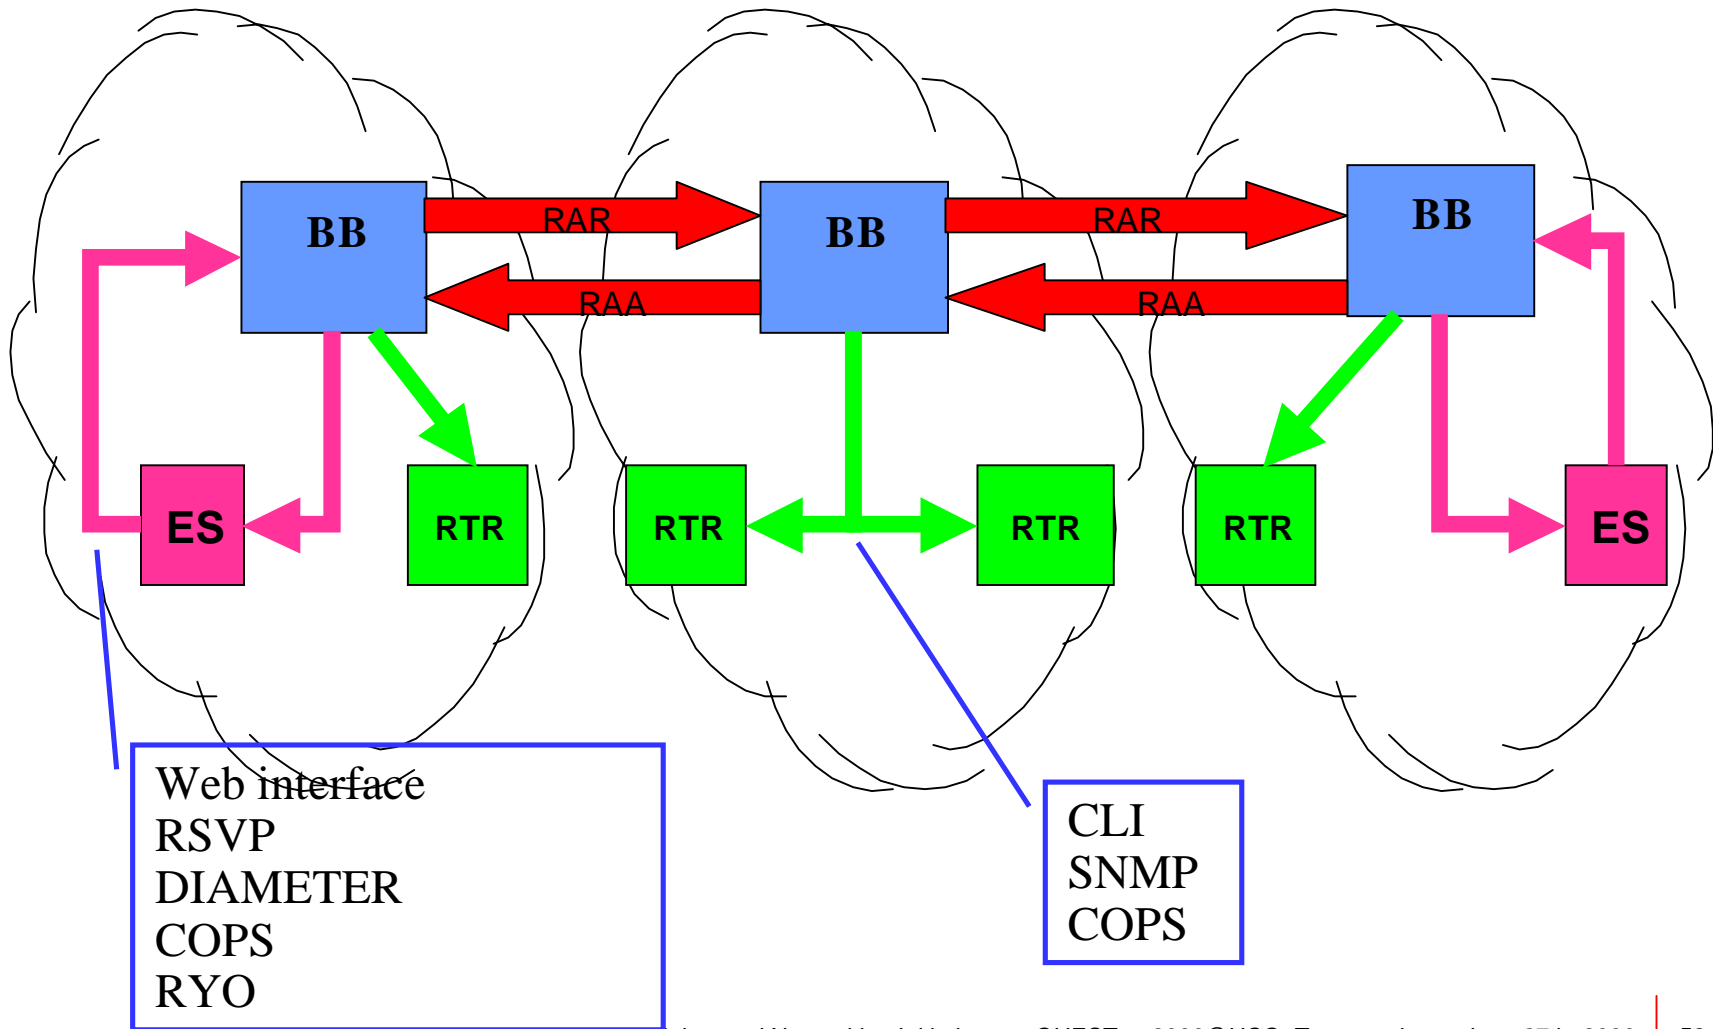 BB
RAR
BB
RAR
BB
RAA
RAA
ES
RTR
RTR
RTR
RTR
ES
Web interface
RSVP
DIAMETER
COPS
RYO
CLI
SNMP
COPS